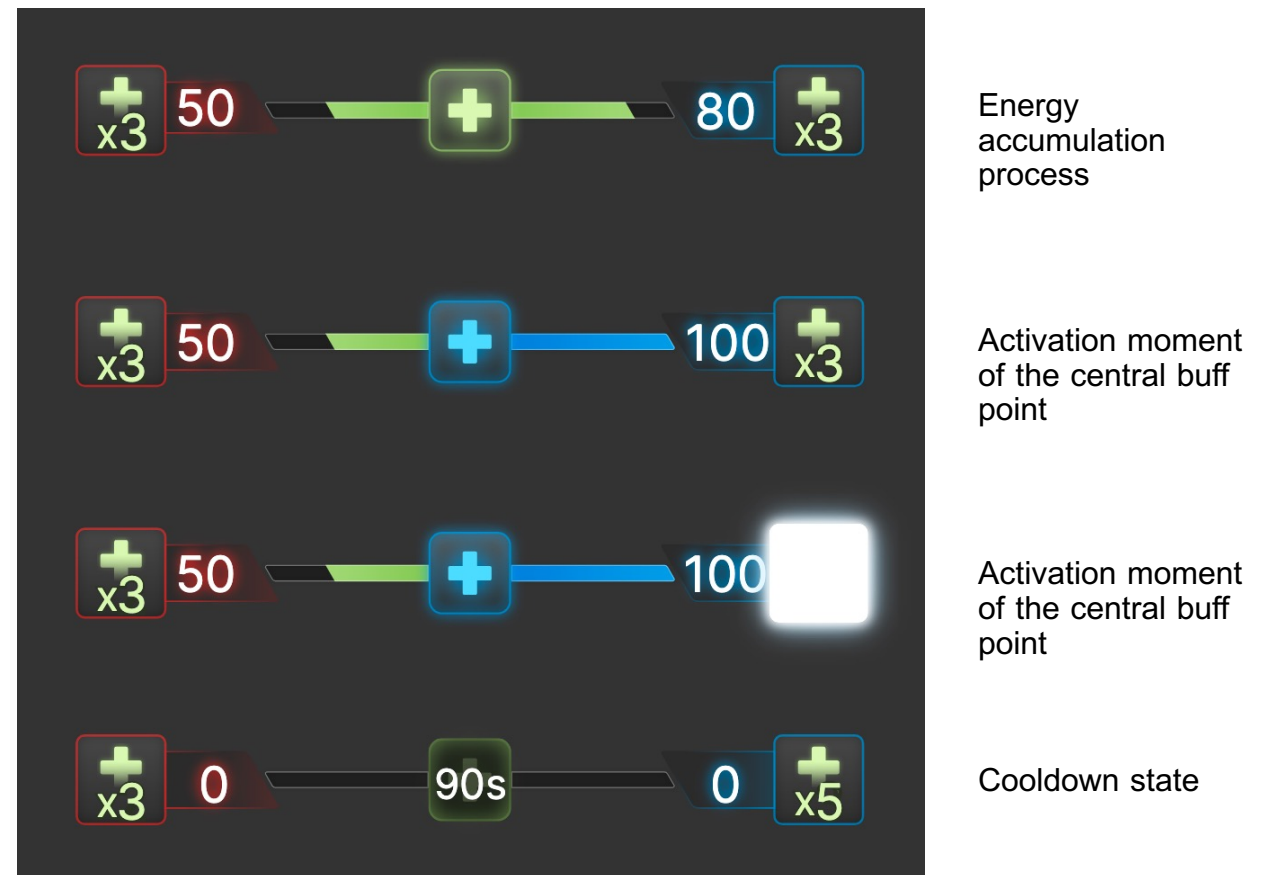 x3 50 80 x3
Energy
accumulation
process
x3 50 100 x3
Activation moment
of the central buff
point
x3 50 100
Activation moment
of the central buff
point
x3 0 90s 0 x5
Cooldown state